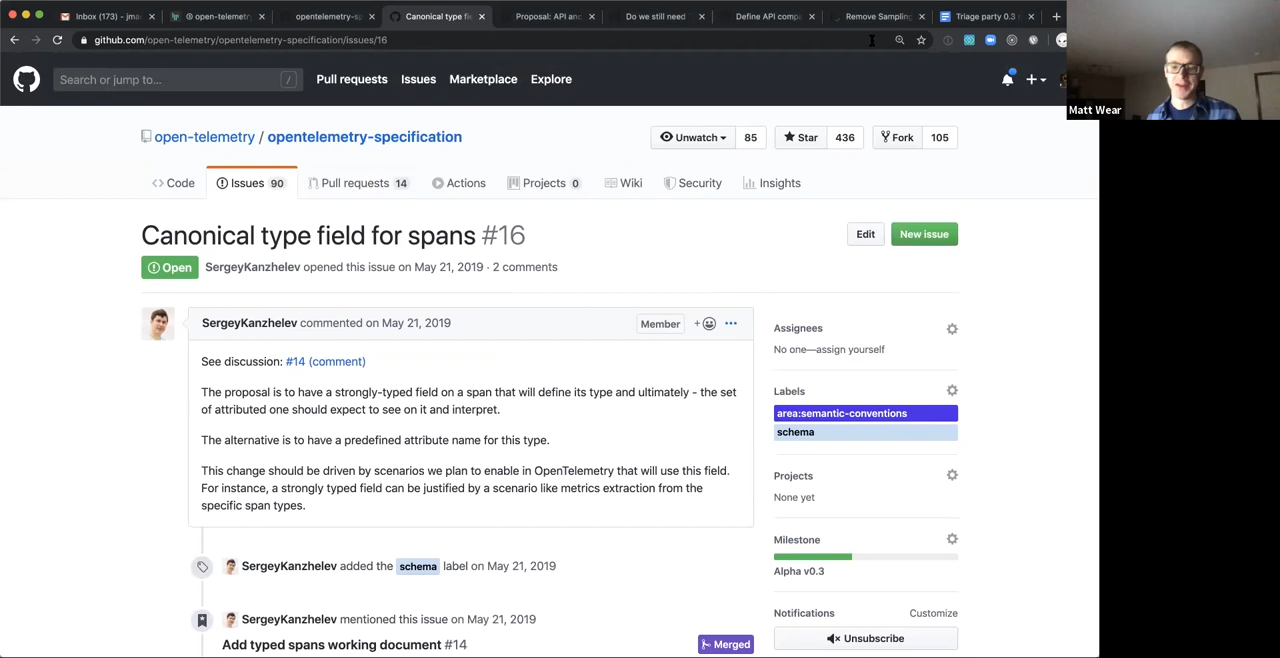 Inbox (173) – jma
open-telemetr
opentelemetry-sp
Canonical type fie
Proposal: API anc
Do we still need
Define API compa
Remove Sampling
Triage party 0.3
github.com/open-telemetry/opentelemetry-specification/issues/16
Search or jump to… /
Pull requests Issues Marketplace Explore
Matt Wear
open-telemetry / opentelemetry-specification
Unwatch 85 Star 436 Fork 105
Code Issues 90 Pull requests 14 Actions Projects 0 Wiki Security Insights
Canonical type field for spans #16
Edit New issue
Open SergeyKanzhelev opened this issue on May 21, 2019 · 2 comments
SergeyKanzhelev commented on May 21, 2019
Member
See discussion: #14 (comment)
The proposal is to have a strongly-typed field on a span that will define its type and ultimately - the set
of attributed one should expect to see on it and interpret.
The alternative is to have a predefined attribute name for this type.
This change should be driven by scenarios we plan to enable in OpenTelemetry that will use this field.
For instance, a strongly typed field can be justified by a scenario like metrics extraction from the
specific span types.
SergeyKanzhelev added the schema label on May 21, 2019
SergeyKanzhelev mentioned this issue on May 21, 2019
Add typed spans working document #14
Merged
Assignees
No one—assign yourself
Labels
area:semantic-conventions
schema
Projects
None yet
Milestone
Alpha v0.3
Notifications Customize
Unsubscribe